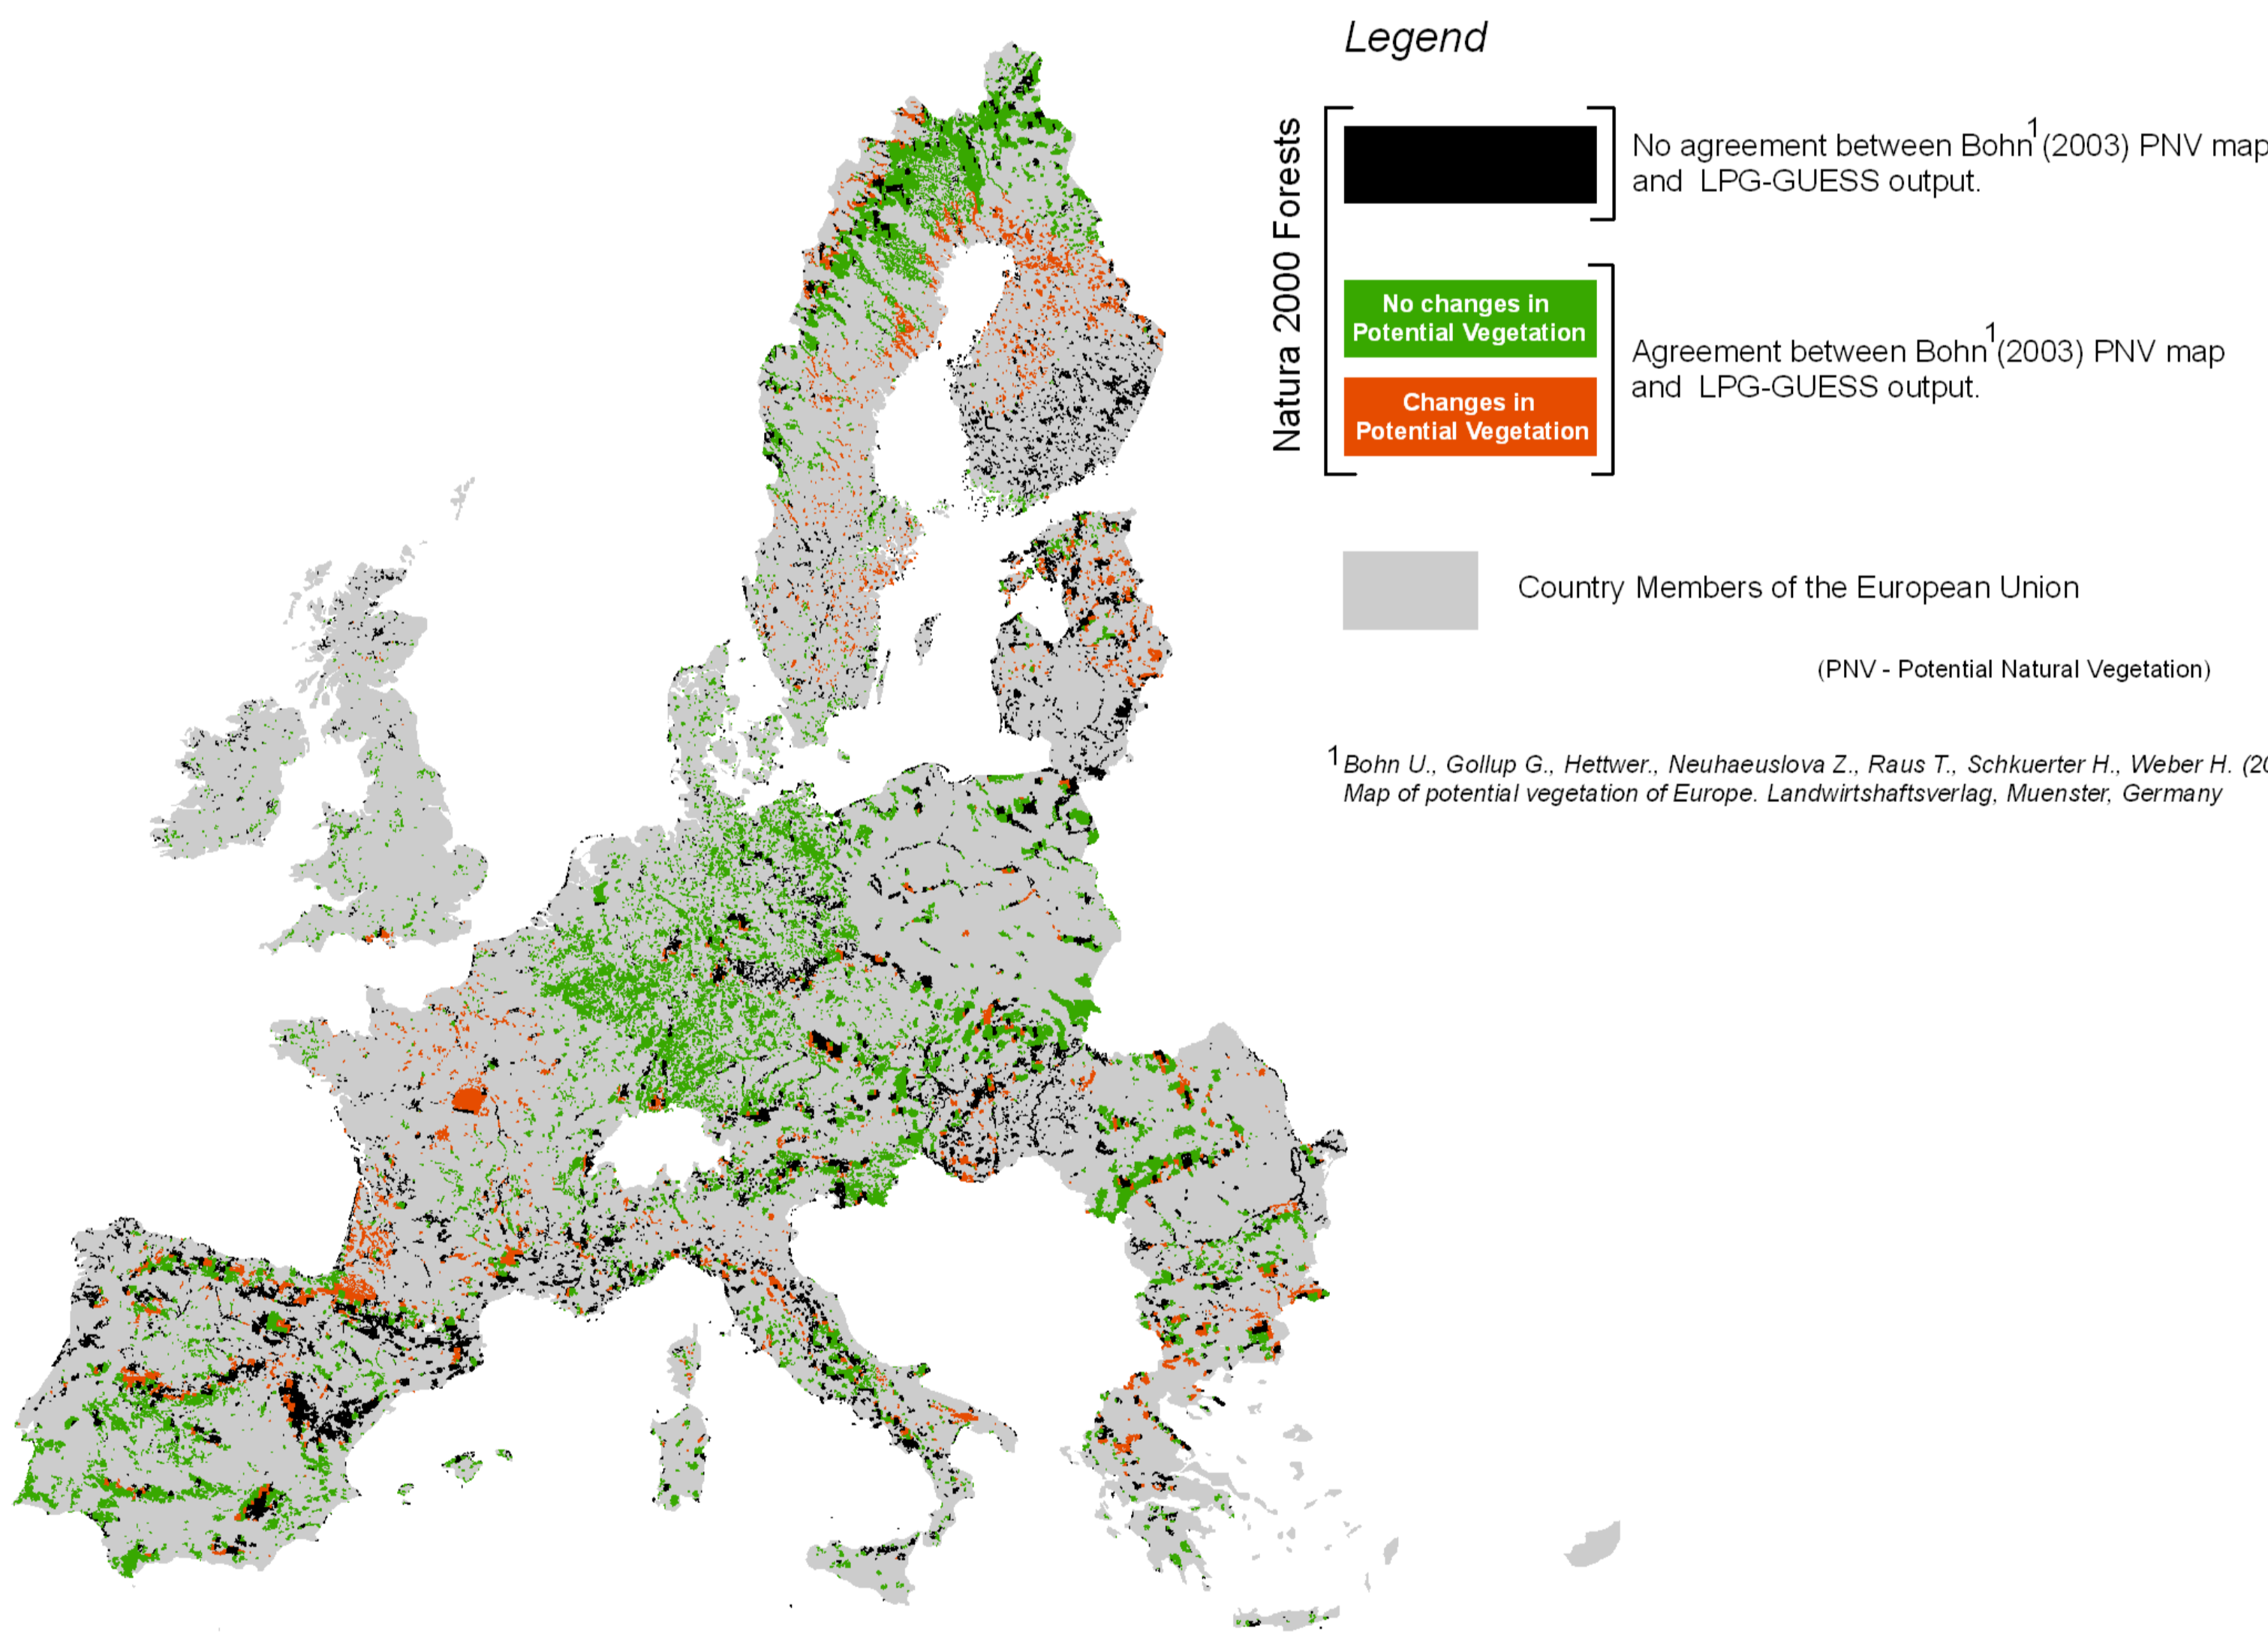 Legend
Natura 2000 Forests
No agreement between Bohn1(2003) PNV map
and LPG-GUESS output.
No changes in
Potential Vegetation
Changes in
Potential Vegetation
Agreement between Bohn1(2003) PNV map
and LPG-GUESS output.
Country Members of the European Union
(PNV - Potential Natural Vegetation)
1 Bohn U., Gollup G., Hettwer., Neuhaeuslova Z., Raus T., Schkuerter H., Weber H.
Map of potential vegetation of Europe. Landwirtshaftsverlag, Muenster, Germany